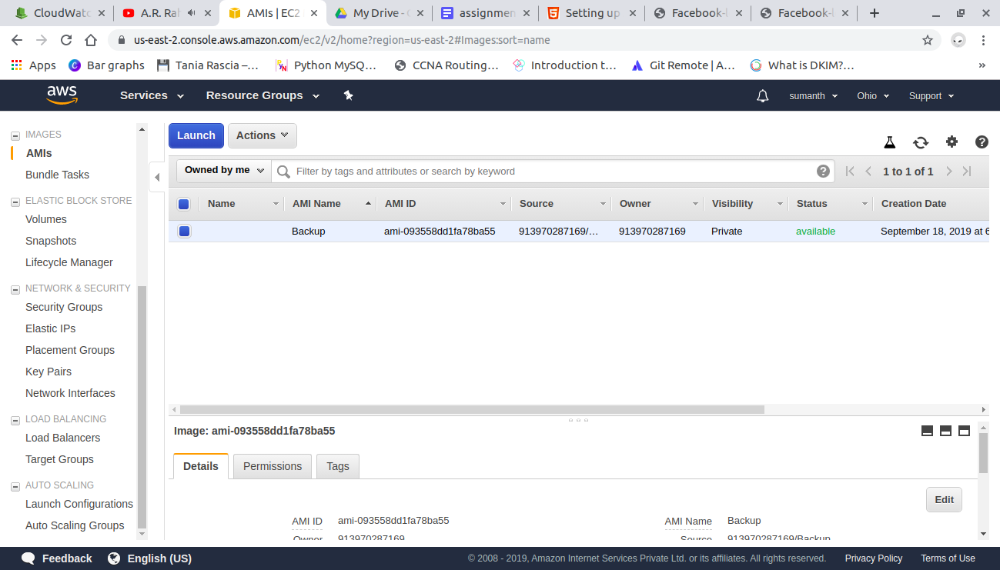 CloudWatc
A.R. Rah
AMIs | EC2
My Drive -
assignmen
Setting up
Facebook-l
Facebook-l
us-east-2.console.aws.amazon.com/ec2/v2/home?region=us-east-2#Images:sort=name
Apps Bar graphs Tania Rascia –... Python MySQ... CCNA Routing... Introduction t... Git Remote | A... What is DKIM?... »
aws Services Resource Groups sumanth Ohio Support
IMAGES
AMIs
Bundle Tasks
ELASTIC BLOCK STORE
Volumes
Snapshots
Lifecycle Manager
NETWORK & SECURITY
Security Groups
Elastic IPs
Placement Groups
Key Pairs
Network Interfaces
LOAD BALANCING
Load Balancers
Target Groups
AUTO SCALING
Launch Configurations
Auto Scaling Groups
Launch Actions
Owned by me Filter by tags and attributes or search by keyword 1 to 1 of 1
Name AMI Name AMI ID Source Owner Visibility Status Creation Date
Backup ami-093558dd1fa78ba55 913970287169/... 913970287169 Private available September 18, 2019 at 6
Image: ami-093558dd1fa78ba55
Details Permissions Tags
Edit
AMI ID ami-093558dd1fa78ba55 AMI Name Backup
Owner 913970287169 Source 913970287169/Backup
Feedback English (US) © 2008 - 2019, Amazon Internet Services Private Ltd. or its affiliates. All rights reserved. Privacy Policy Terms of Use